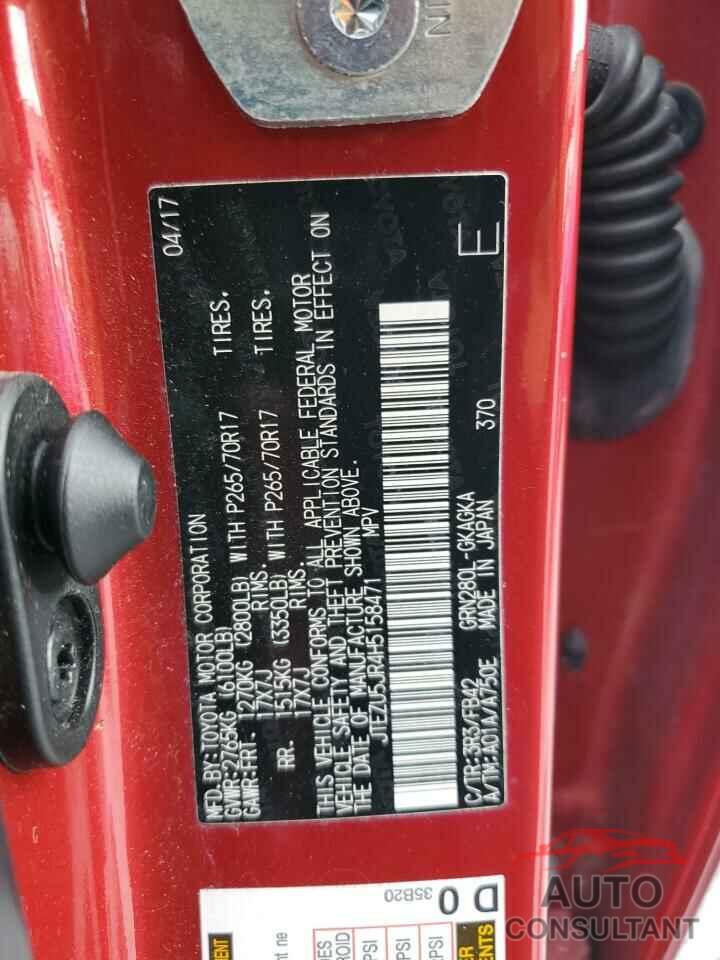 NI
MFD BY:TOYOTA MOTOR CORPORATION 04/17
GVWR:2765KG (6100LB)
GAWR:FRT. 1270KG (2800LB) WITH P265/70R17 TIRES.
17X7J RIMS.
RR. 1515KG (3350LB) WITH P265/70R17 TIRES.
17X7J RIMS.
THIS VEHICLE CONFORMS TO ALL APPLICABLE FEDERAL MOTOR
VEHICLE SAFETY AND THEFT PREVENTION STANDARDS IN EFFECT ON
THE DATE OF MANUFACTURE SHOWN ABOVE.
JTEZU5JR4H5158471 MPV
C/TR:3R3/FB42 GRN280L-GKAGKA 370 E
A/TM:A01A/A750E MADE IN JAPAN
D 0
35B20
PSI
PSI
AUTO
CONSULTANT